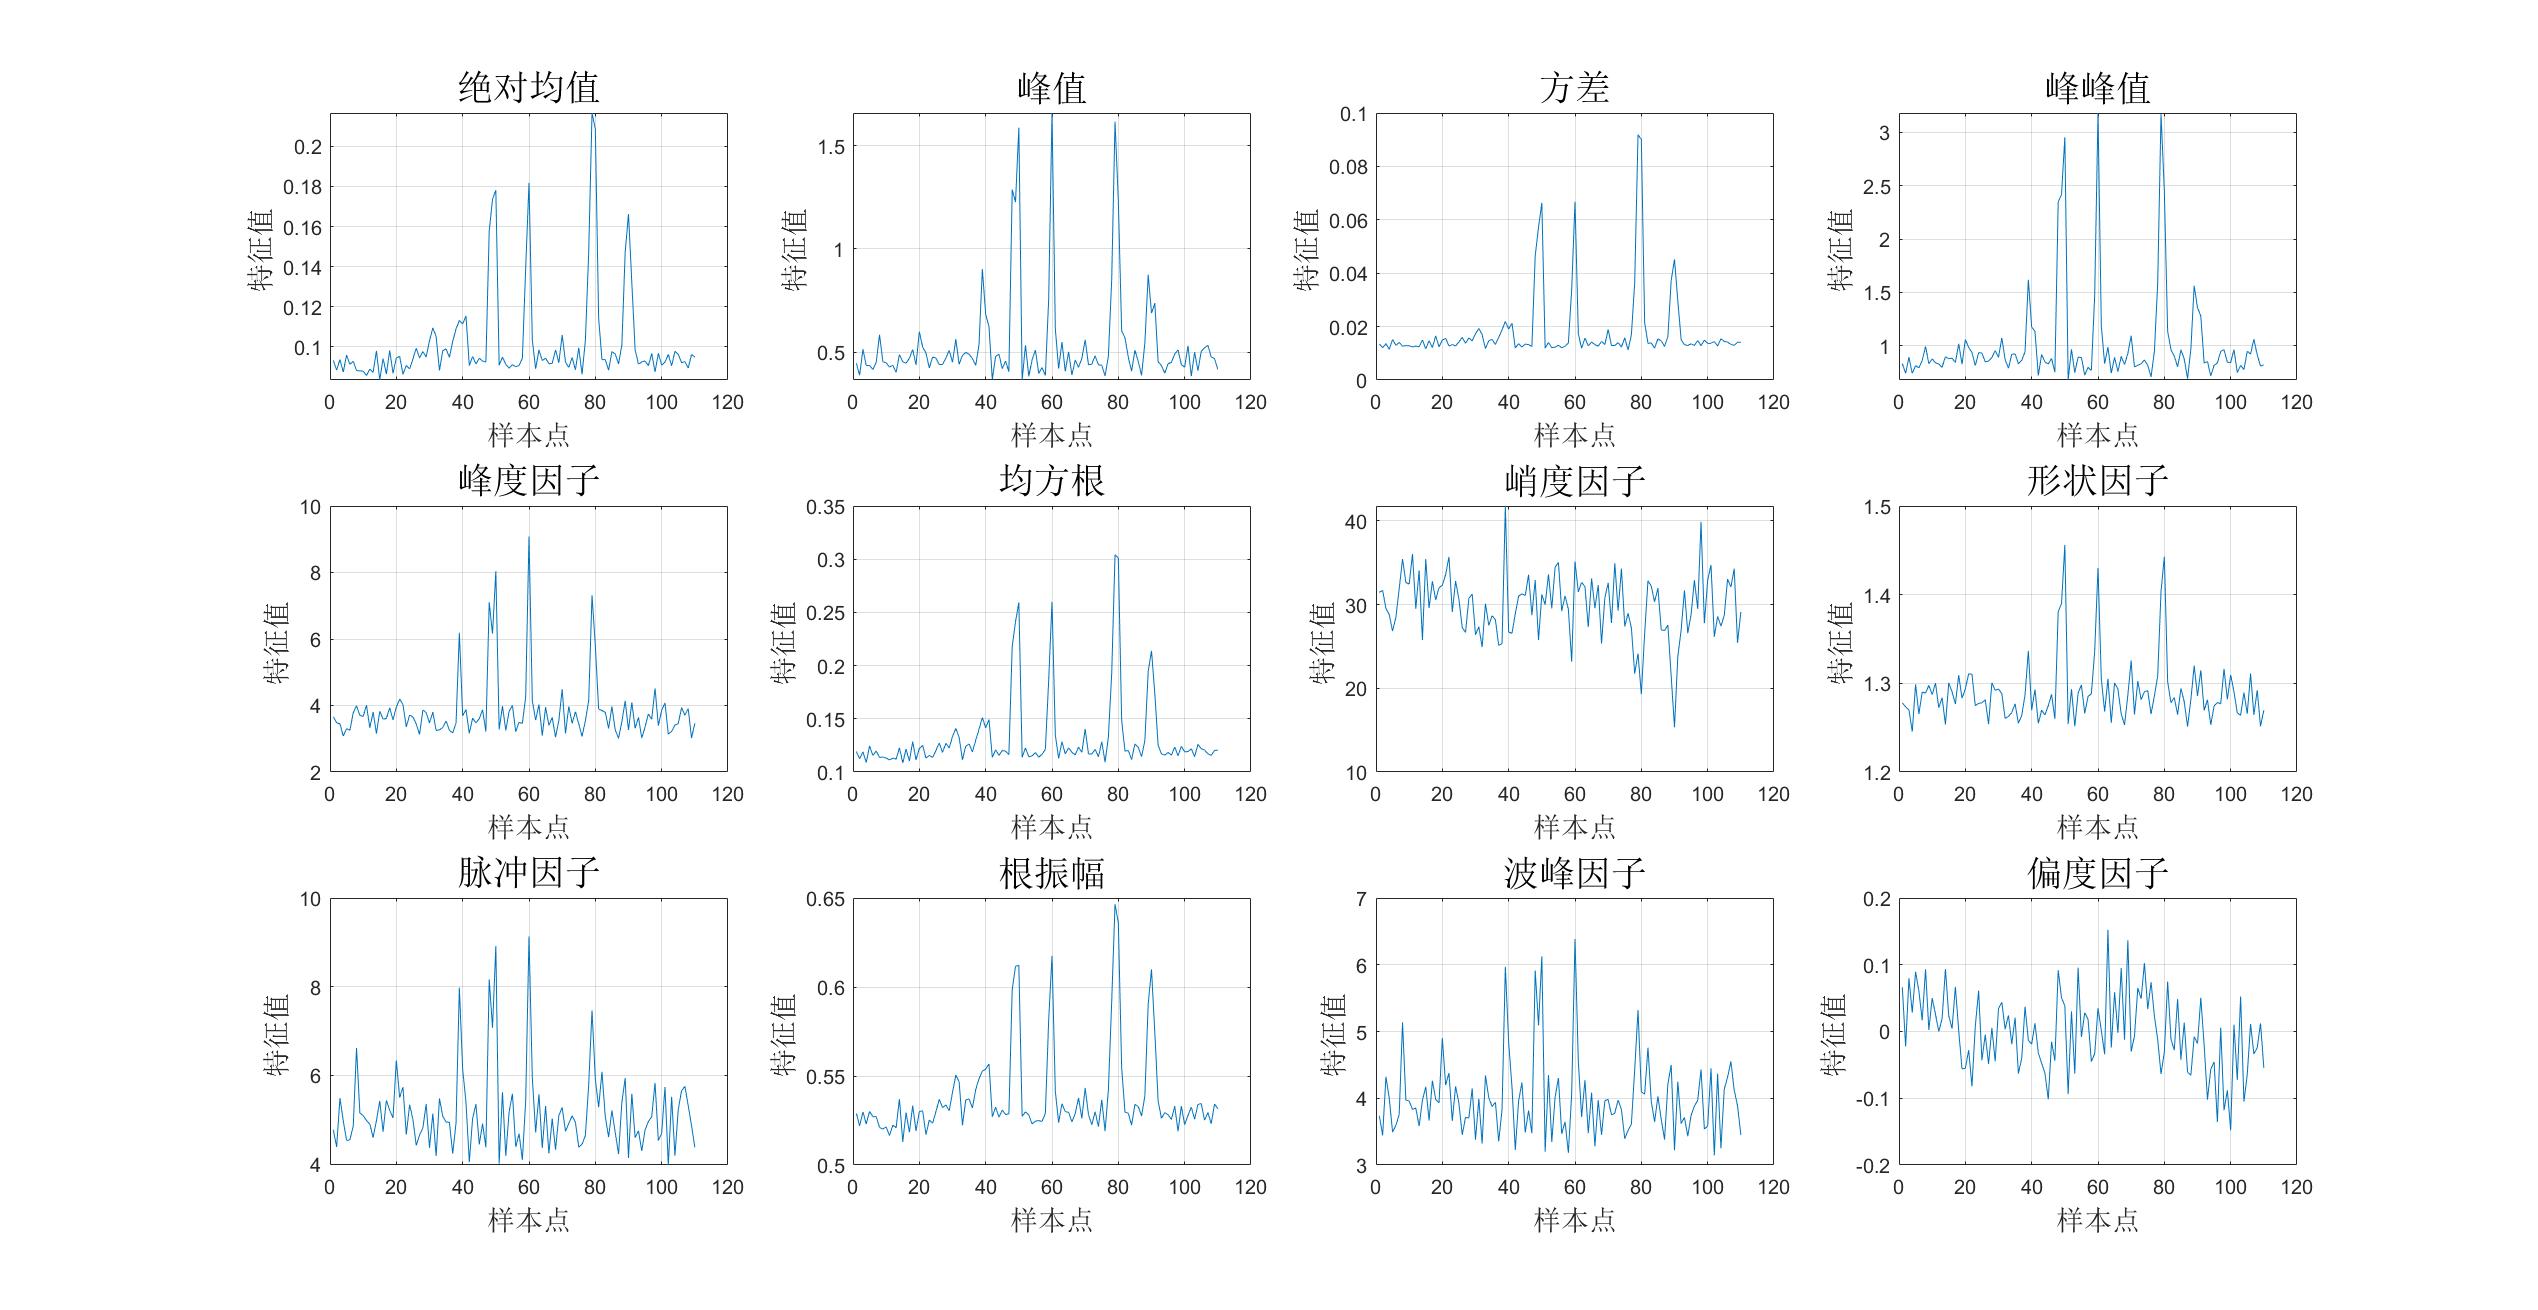 绝对均值 峰值 方差 峰峰值
0.2 1.5 0.1 3
0.18 0.08 2.5
特征值 0.16 特征值 1 特征值 0.06 特征值 2
0.14 0.04 1.5
0.12 0.5 0.02 1
0.1 0
0 20 40 60 80 100 120 0 20 40 60 80 100 120 0 20 40 60 80 100 120 0 20 40 60 80 100 120
样本点 样本点 样本点 样本点
峰度因子 均方根 峭度因子 形状因子
10 0.35 40 1.5
8 0.3 1.4
特征值 6 特征值 0.25 特征值 30 特征值
4 0.2 20 1.3
2 0.15 10 1.2
0.1
0 20 40 60 80 100 120 0 20 40 60 80 100 120 0 20 40 60 80 100 120 0 20 40 60 80 100 120
样本点 样本点 样本点 样本点
脉冲因子 根振幅 波峰因子 偏度因子
10 0.65 7 0.2
8 0.6 6 0.1
特征值 特征值 特征值 5 特征值 0
6 0.55 4 -0.1
4 0.5 3 -0.2
0 20 40 60 80 100 120 0 20 40 60 80 100 120 0 20 40 60 80 100 120 0 20 40 60 80 100 120
样本点 样本点 样本点 样本点